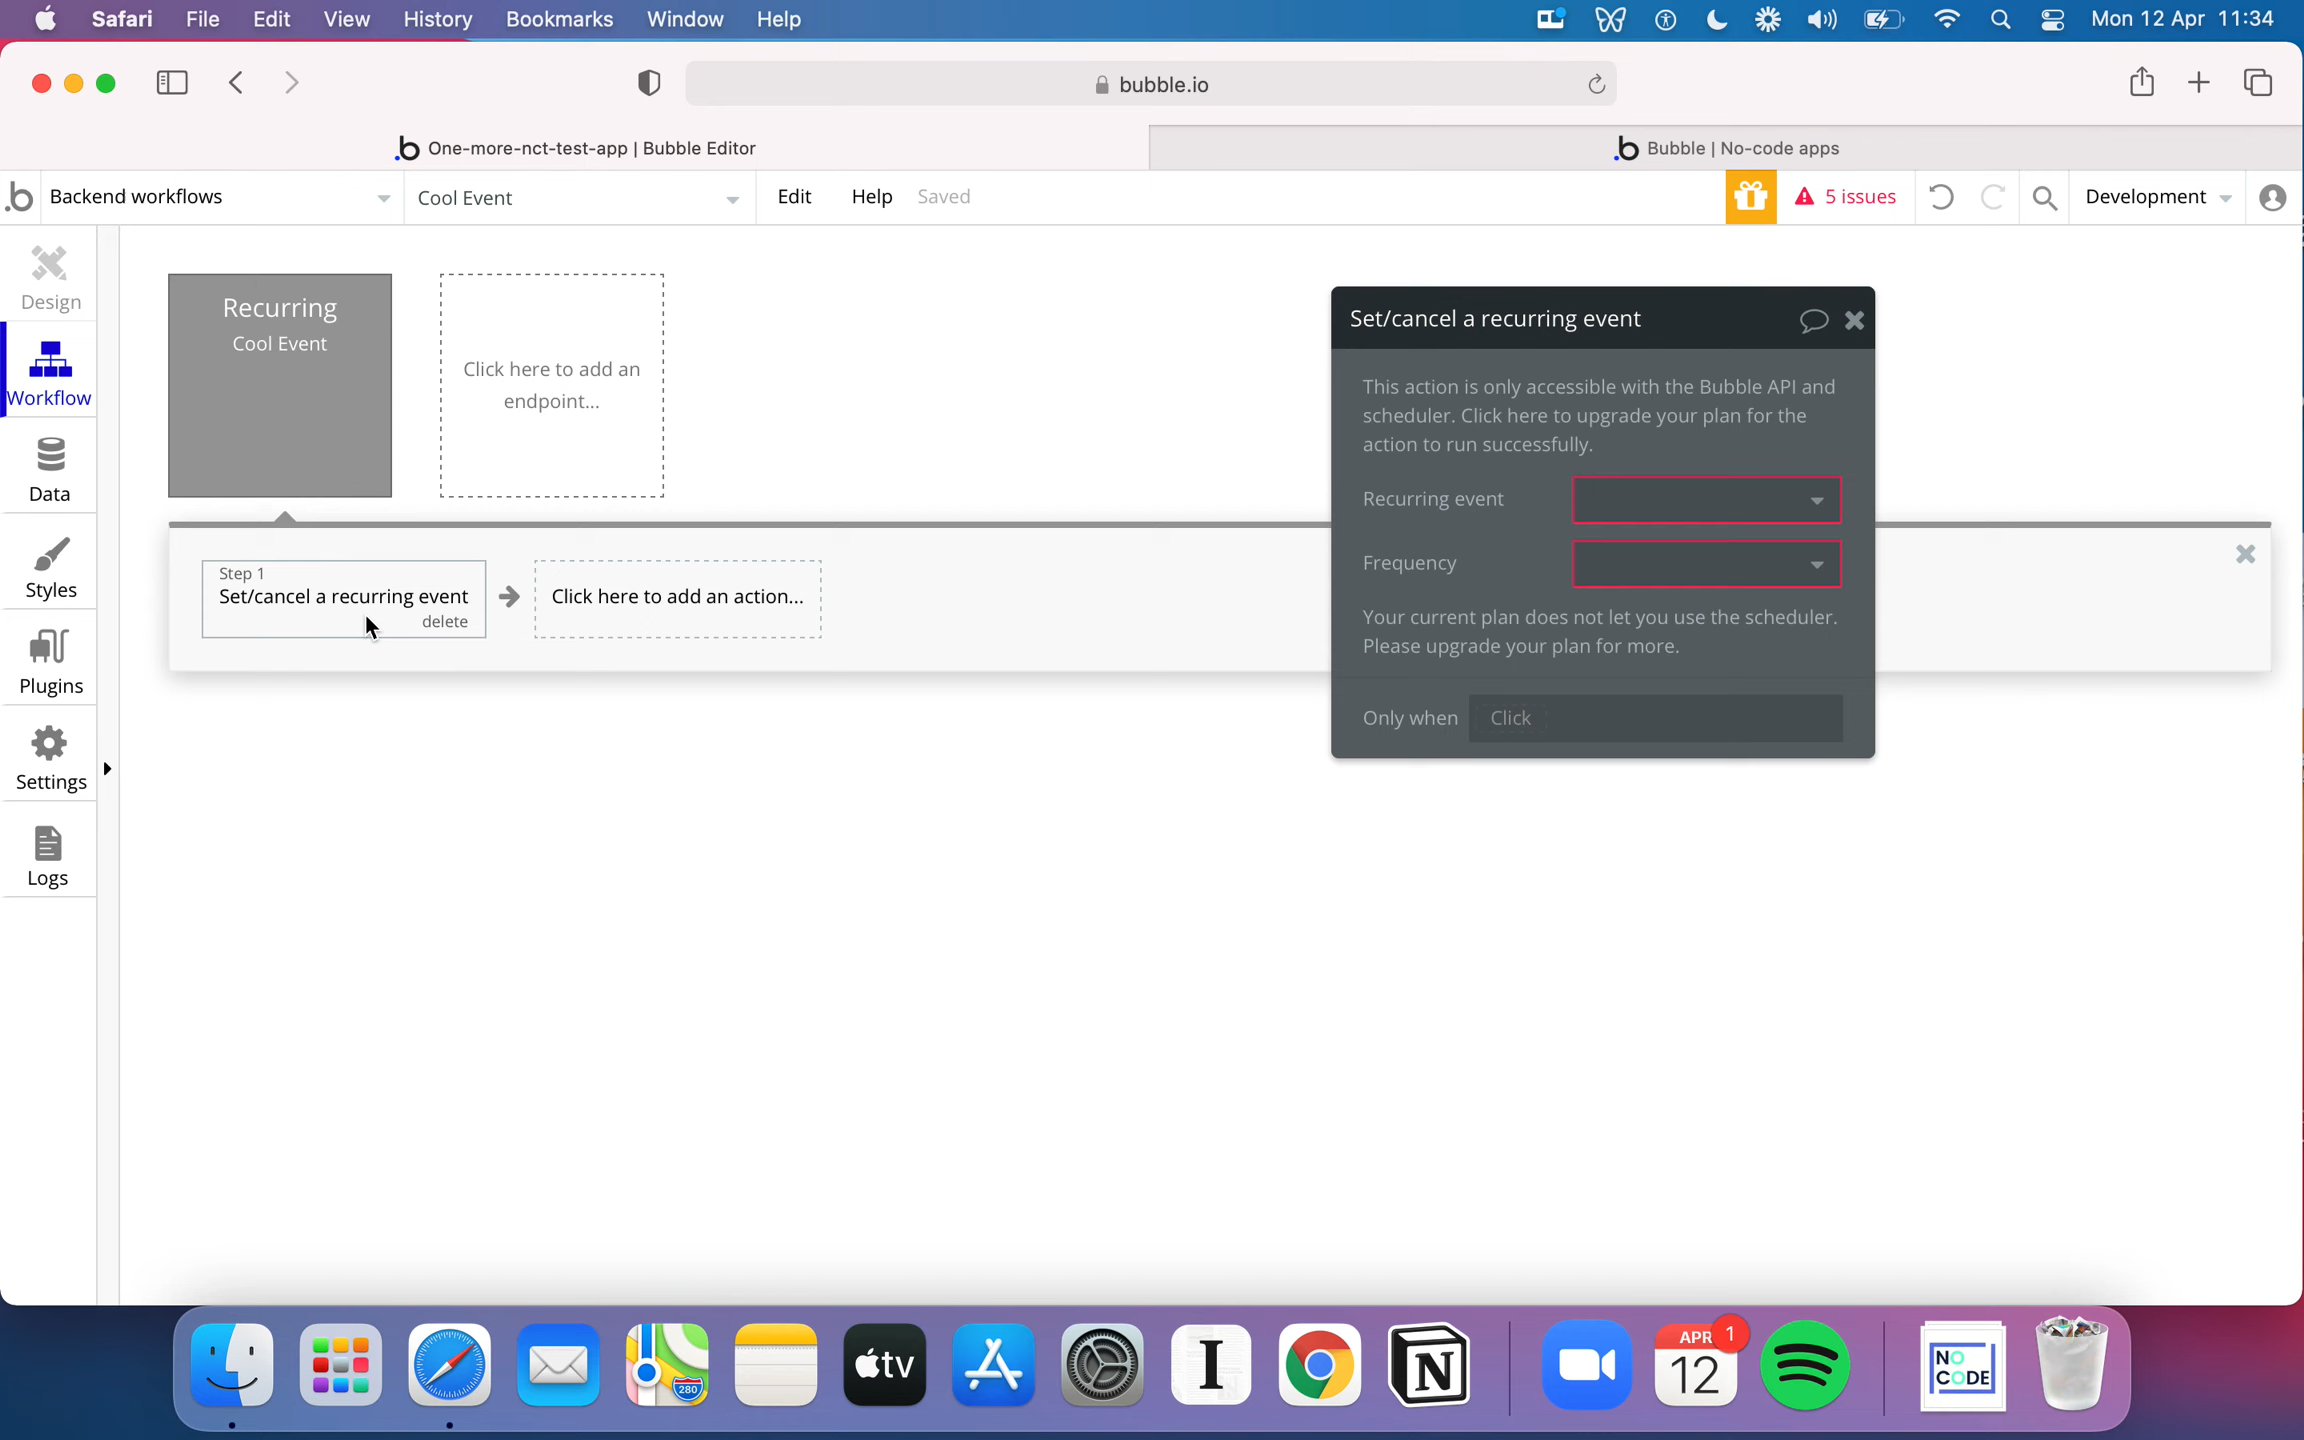 Safari File Edit View History Bookmarks Window Help Mon 12 Apr 11:34
bubble.io
.b One-more-nct-test-app | Bubble Editor
.b Bubble | No-code apps
.b Backend workflows Cool Event Edit Help Saved 5 issues Development
Design
Workflow
Data
Styles
Plugins
Settings
Logs
Recurring
Cool Event
Click here to add an
endpoint...
Step 1
Set/cancel a recurring event
delete
Click here to add an action...
Set/cancel a recurring event
This action is only accessible with the Bubble API and
scheduler. Click here to upgrade your plan for the
action to run successfully.
Recurring event
Frequency
Your current plan does not let you use the scheduler.
Please upgrade your plan for more.
Only when Click
280
tv
I
N
APR 1
12
NO
CODE